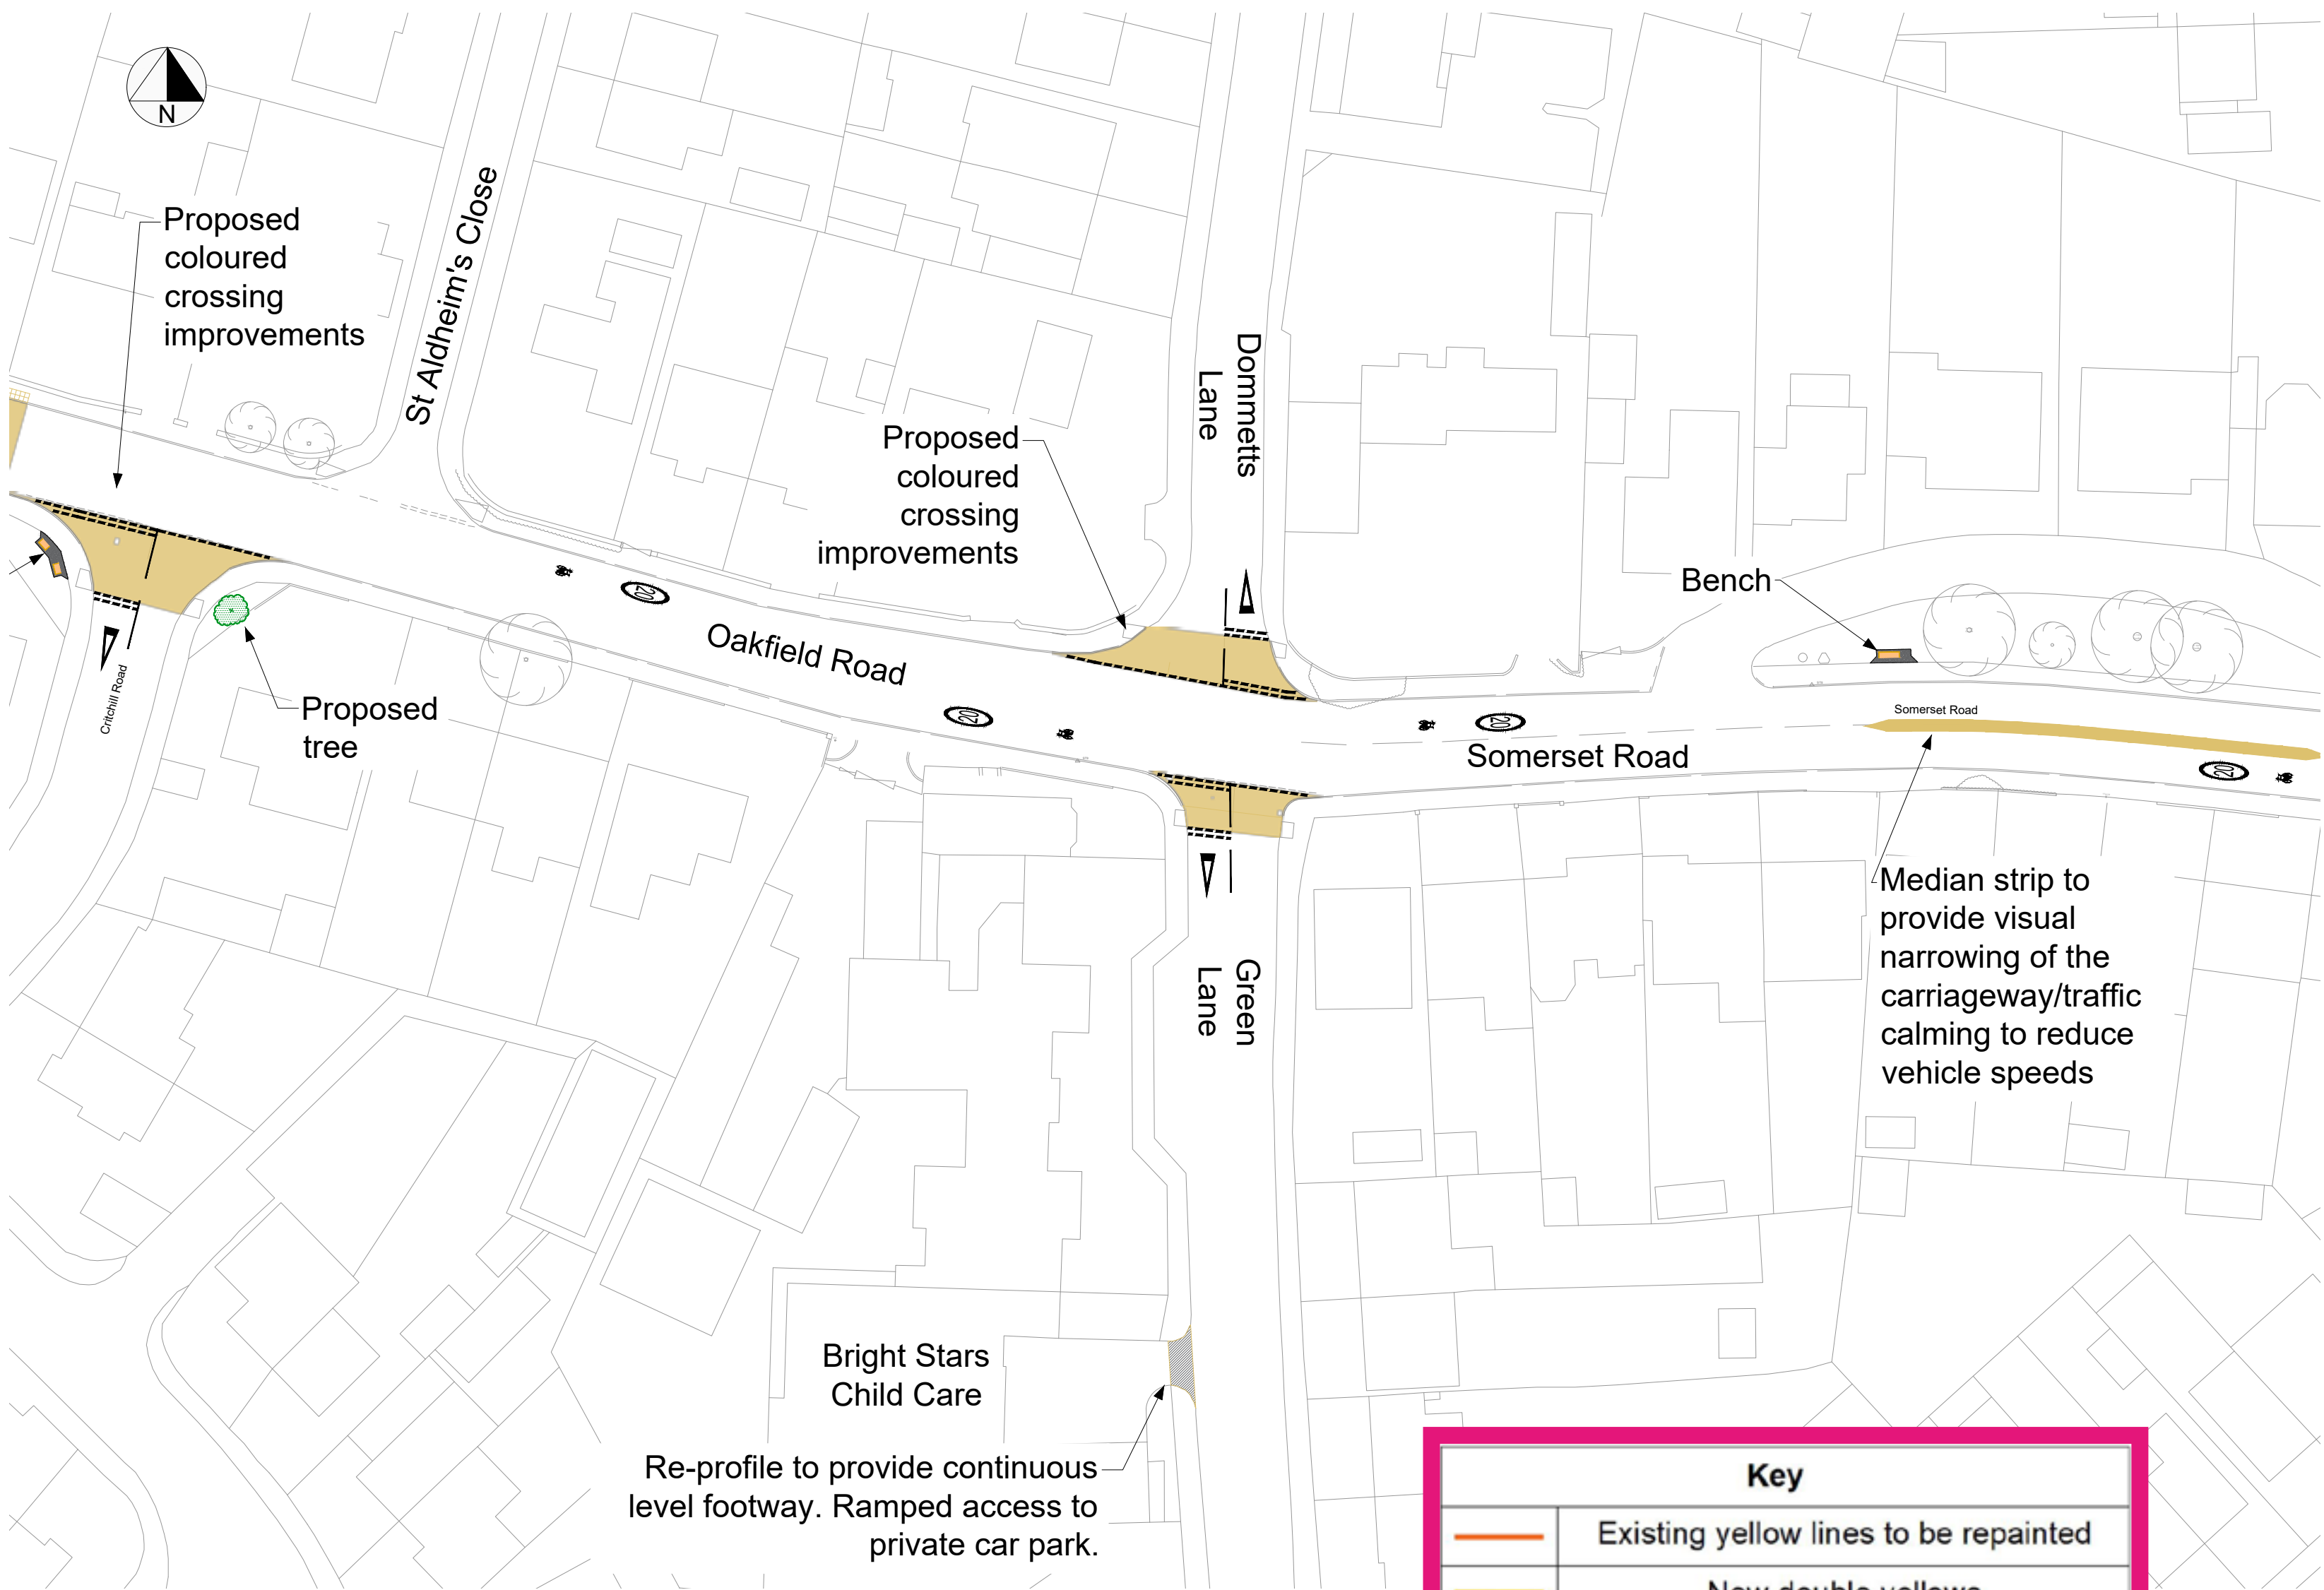 N
Proposed
coloured
crossing
improvements
St Aldheim's Close
Dommetts
Lane
Proposed
coloured
crossing
improvements
Bench
20
Oakfield Road
Critchill Road
Proposed
tree
20
20
Somerset Road
Somerset Road
20
Median strip to
provide visual
narrowing of the
carriageway/traffic
calming to reduce
vehicle speeds
Green
Lane
Bright Stars
Child Care
Re-profile to provide continuous
level footway. Ramped access to
private car park.
Key
Existing yellow lines to be repainted
New double yellows